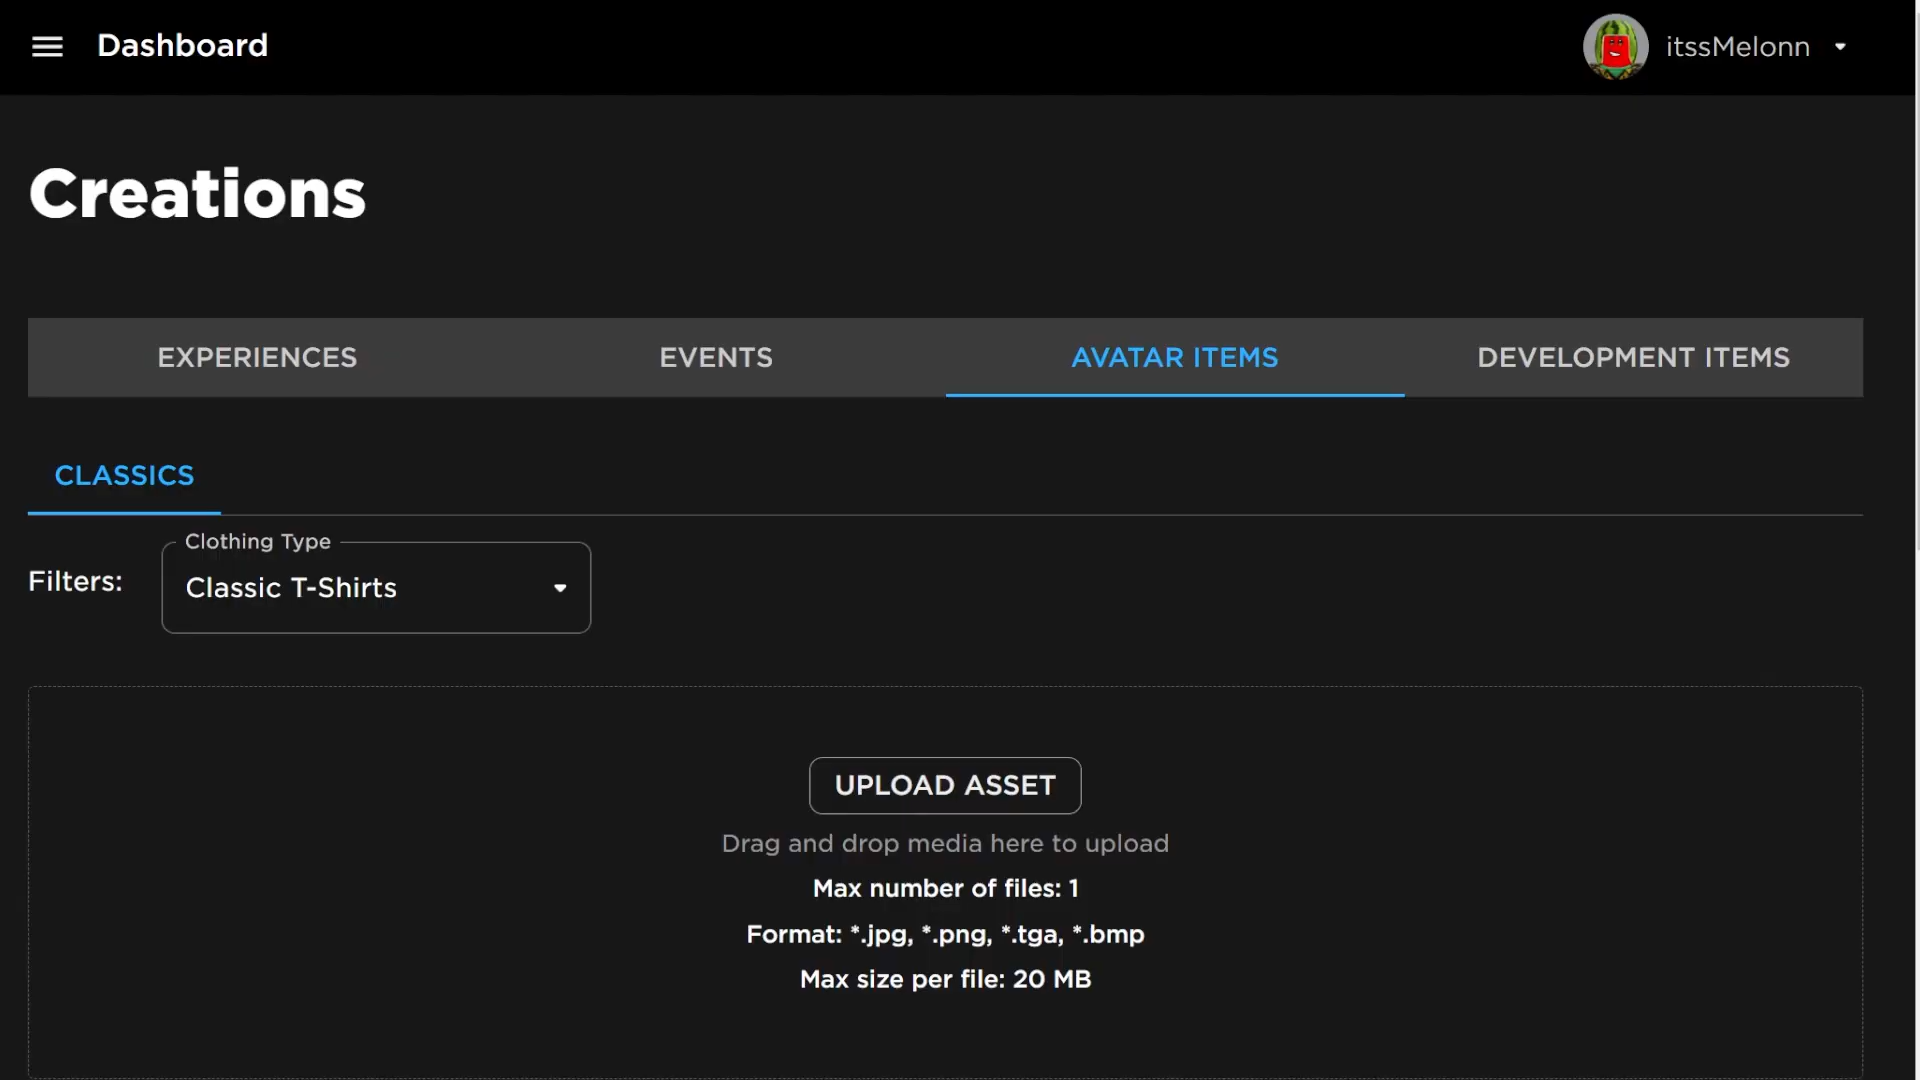 Dashboard
itssMelonn
Creations
EXPERIENCES
EVENTS
AVATAR ITEMS
DEVELOPMENT ITEMS
CLASSICS
Filters:
Clothing Type
Classic T-Shirts
UPLOAD ASSET
Drag and drop media here to upload
Max number of files: 1
Format: *.jpg, *.png, *.tga, *.bmp
Max size per file: 20 MB